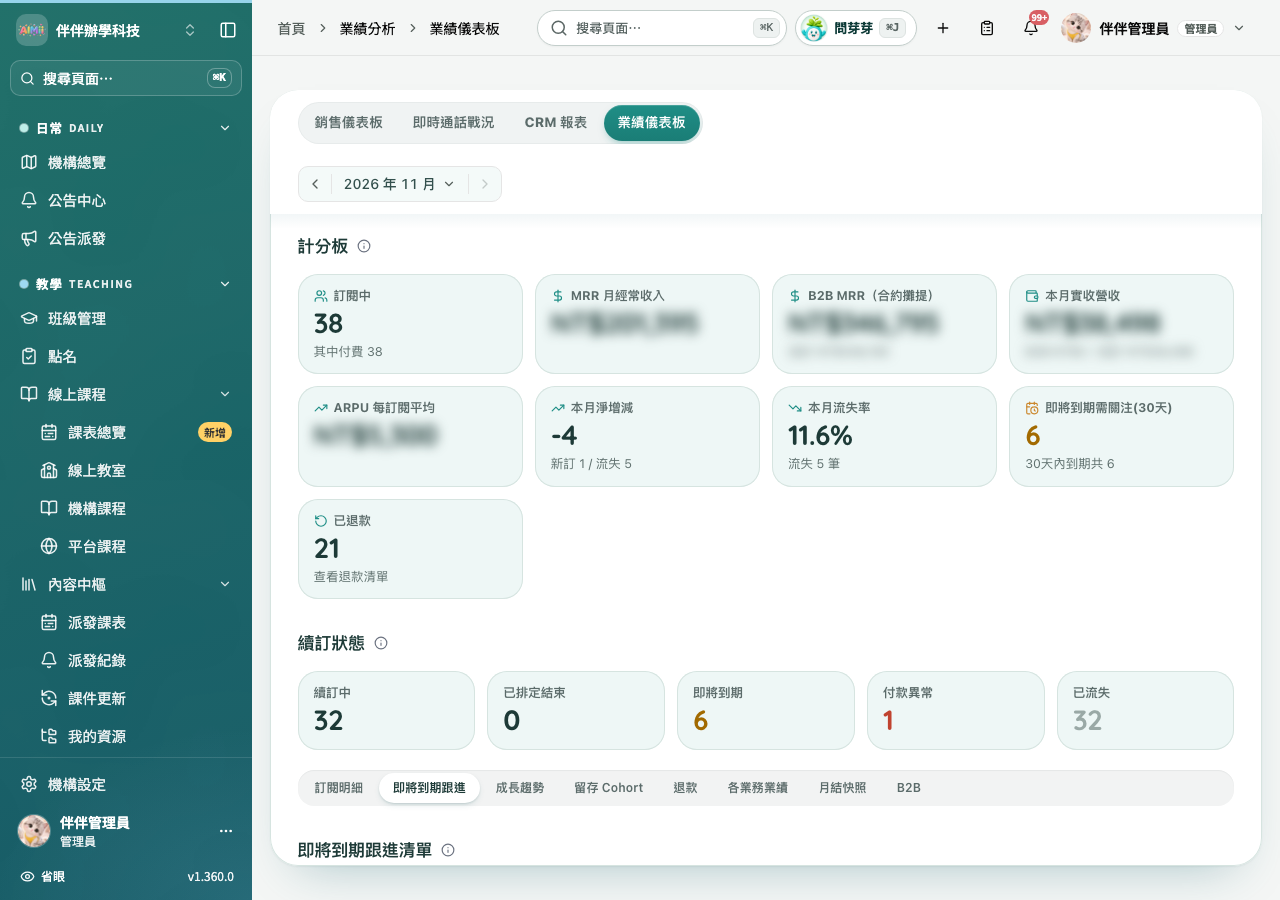 伴伴辦學科技
搜尋頁面… ⌘K
日常 DAILY
機構總覽
公告中心
公告派發
教學 TEACHING
班級管理
點名
線上課程
課表總覽 新增
線上教室
機構課程
平台課程
內容中樞
派發課表
派發紀錄
課件更新
我的資源
機構設定
伴伴管理員
管理員
省眼 v1.360.0
首頁 > 業績分析 > 業績儀表板
搜尋頁面… ⌘K
問芽芽 ⌘J
99+
伴伴管理員 管理員
銷售儀表板 即時通話戰況 CRM 報表 業績儀表板
2026 年 11 月
計分板
訂閱中
38
其中付費 38
MRR 月經常收入
B2B MRR（合約攤提）
本月實收營收
ARPU 每訂閱平均
本月淨增減
-4
新訂 1 / 流失 5
本月流失率
11.6%
流失 5 筆
即將到期需關注(30天)
6
30天內到期共 6
已退款
21
查看退款清單
續訂狀態
續訂中
32
已排定結束
0
即將到期
6
付款異常
1
已流失
32
訂閱明細 即將到期跟進 成長趨勢 留存 Cohort 退款 各業務業績 月結快照 B2B
即將到期跟進清單